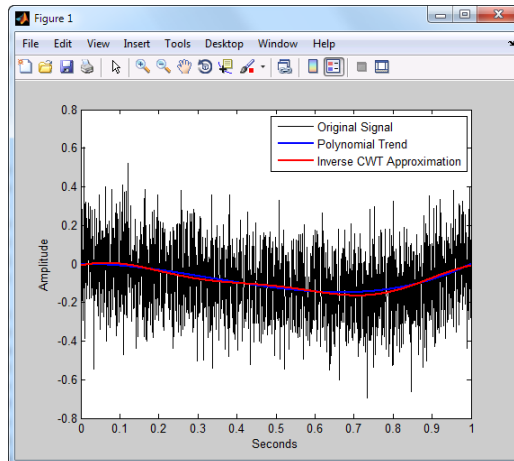 Figure 1
File Edit View Insert Tools Desktop Window Help
0.8
0.6
0.4
0.2
0
-0.2
-0.4
-0.6
-0.8
Amplitude
Original Signal
Polynomial Trend
Inverse CWT Approximation
0 0.1 0.2 0.3 0.4 0.5 0.6 0.7 0.8 0.9 1
Seconds